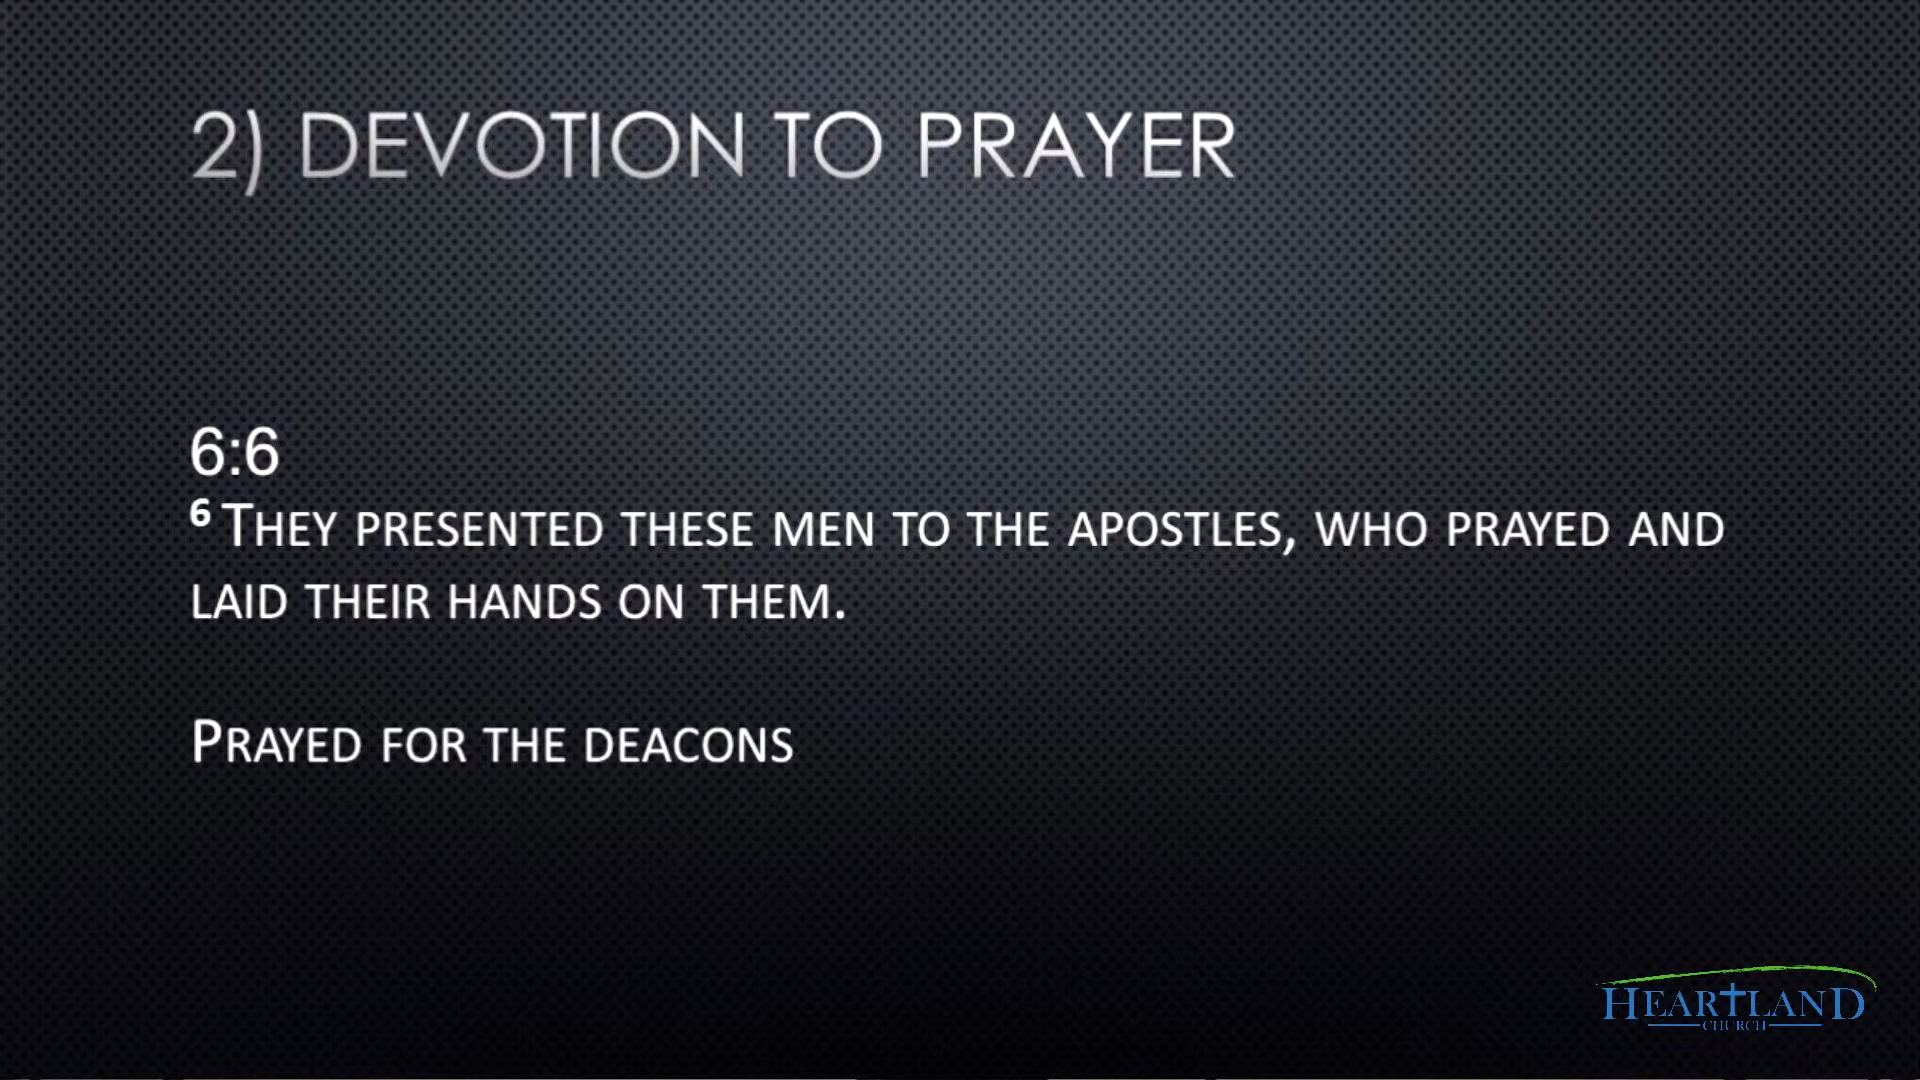 2) DEVOTION TO PRAYER
6:6
6 THEY PRESENTED THESE MEN TO THE APOSTLES, WHO PRAYED AND
LAID THEIR HANDS ON THEM.
PRAYED FOR THE DEACONS
HEARTLAND
CHURCH